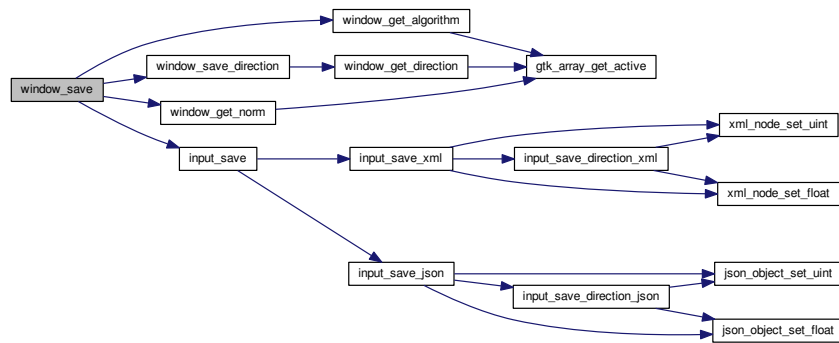 window_get_algorithm
window_save_direction
window_get_direction
gtk_array_get_active
window_save
window_get_norm
xml_node_set_uint
input_save
input_save_xml
input_save_direction_xml
xml_node_set_float
input_save_json
json_object_set_uint
input_save_direction_json
json_object_set_float